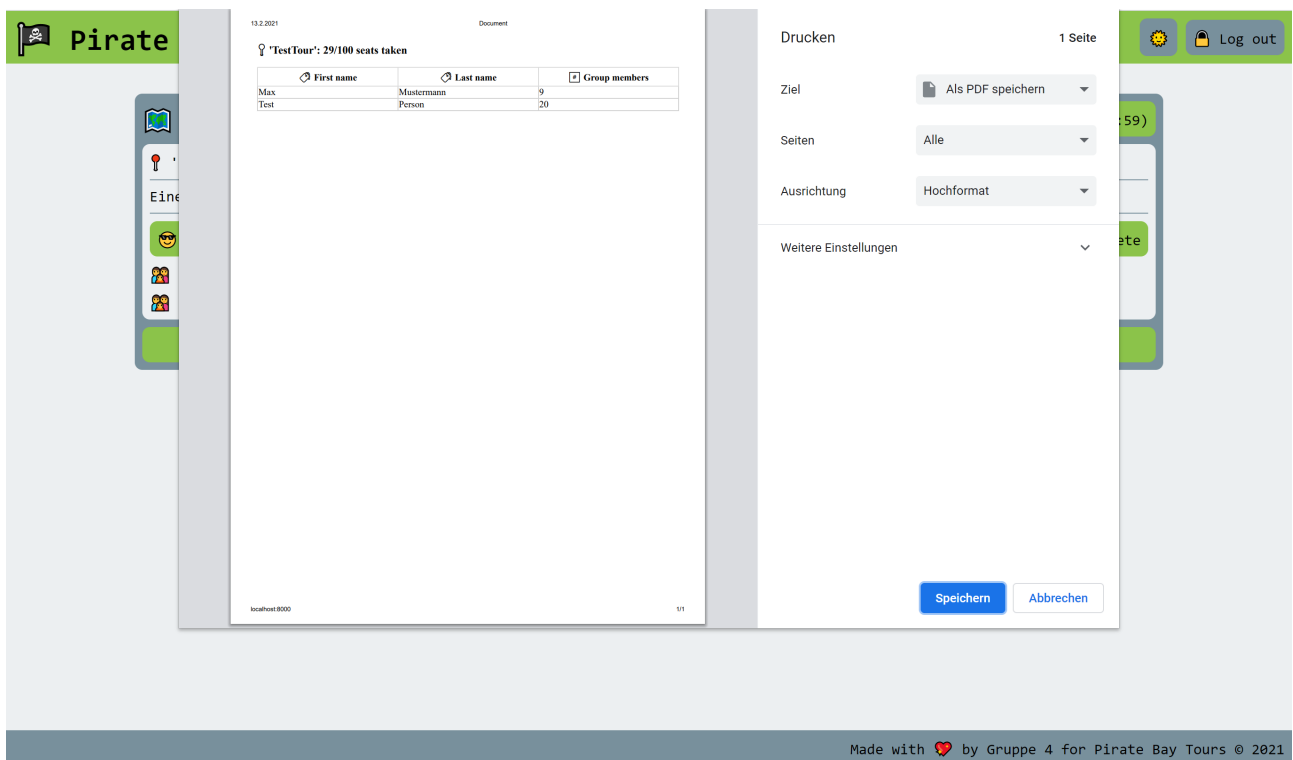 Pirate
13.2.2021 Document
'TestTour': 29/100 seats taken
First name Last name # Group members
Max Mustermann 9
Test Person 20
localhost:8000 1/1
Drucken 1 Seite
Ziel Als PDF speichern
Seiten Alle
Ausrichtung Hochformat
Weitere Einstellungen
Speichern Abbrechen
Log out
:59)
'
Eine
ete
Made with 💖 by Gruppe 4 for Pirate Bay Tours © 2021